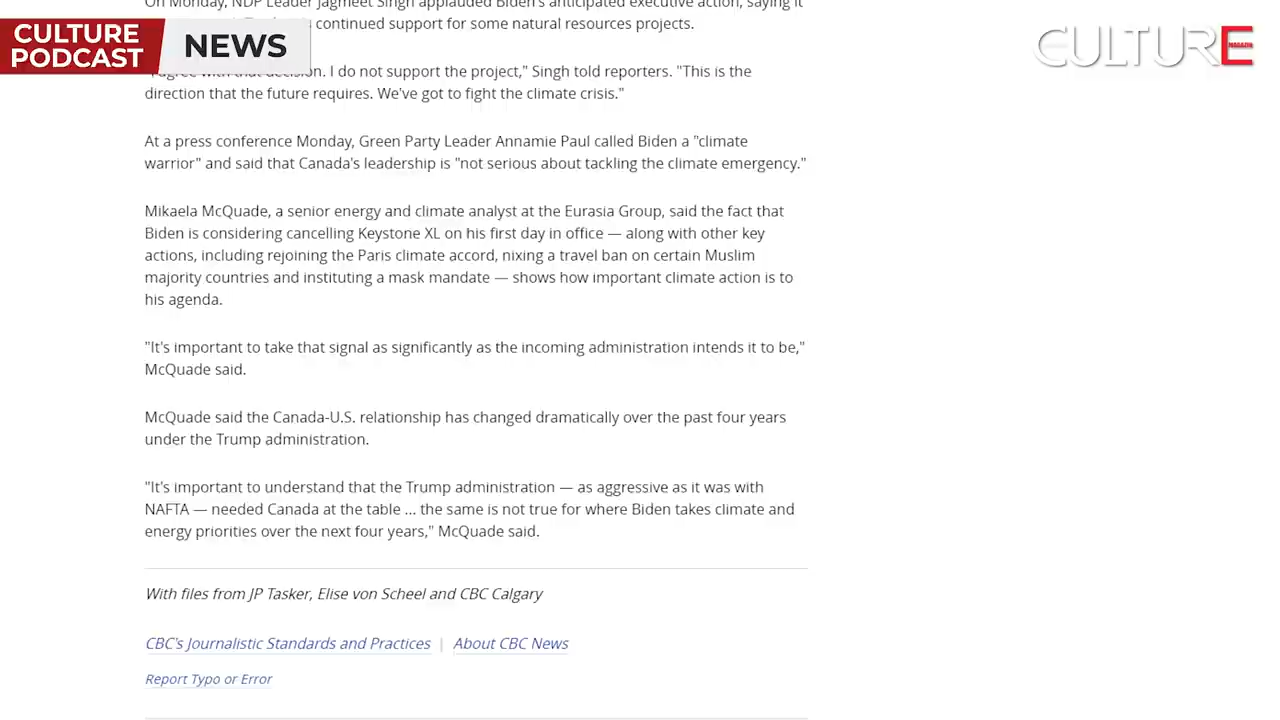 On Monday, NDP Leader Jagmeet Singh applauded Biden's anticipated executive action, saying it
CULTURE
PODCAST
NEWS
CULTURE
MAGAZIN
continued support for some natural resources projects.
"I agree with that decision. I do not support the project," Singh told reporters. "This is the
direction that the future requires. We've got to fight the climate crisis."
At a press conference Monday, Green Party Leader Annamie Paul called Biden a "climate
warrior" and said that Canada's leadership is "not serious about tackling the climate emergency."
Mikaela McQuade, a senior energy and climate analyst at the Eurasia Group, said the fact that
Biden is considering cancelling Keystone XL on his first day in office — along with other key
actions, including rejoining the Paris climate accord, nixing a travel ban on certain Muslim
majority countries and instituting a mask mandate — shows how important climate action is to
his agenda.
"It's important to take that signal as significantly as the incoming administration intends it to be,"
McQuade said.
McQuade said the Canada-U.S. relationship has changed dramatically over the past four years
under the Trump administration.
"It's important to understand that the Trump administration — as aggressive as it was with
NAFTA — needed Canada at the table ... the same is not true for where Biden takes climate and
energy priorities over the next four years," McQuade said.
With files from JP Tasker, Elise von Scheel and CBC Calgary
CBC's Journalistic Standards and Practices | About CBC News
Report Typo or Error